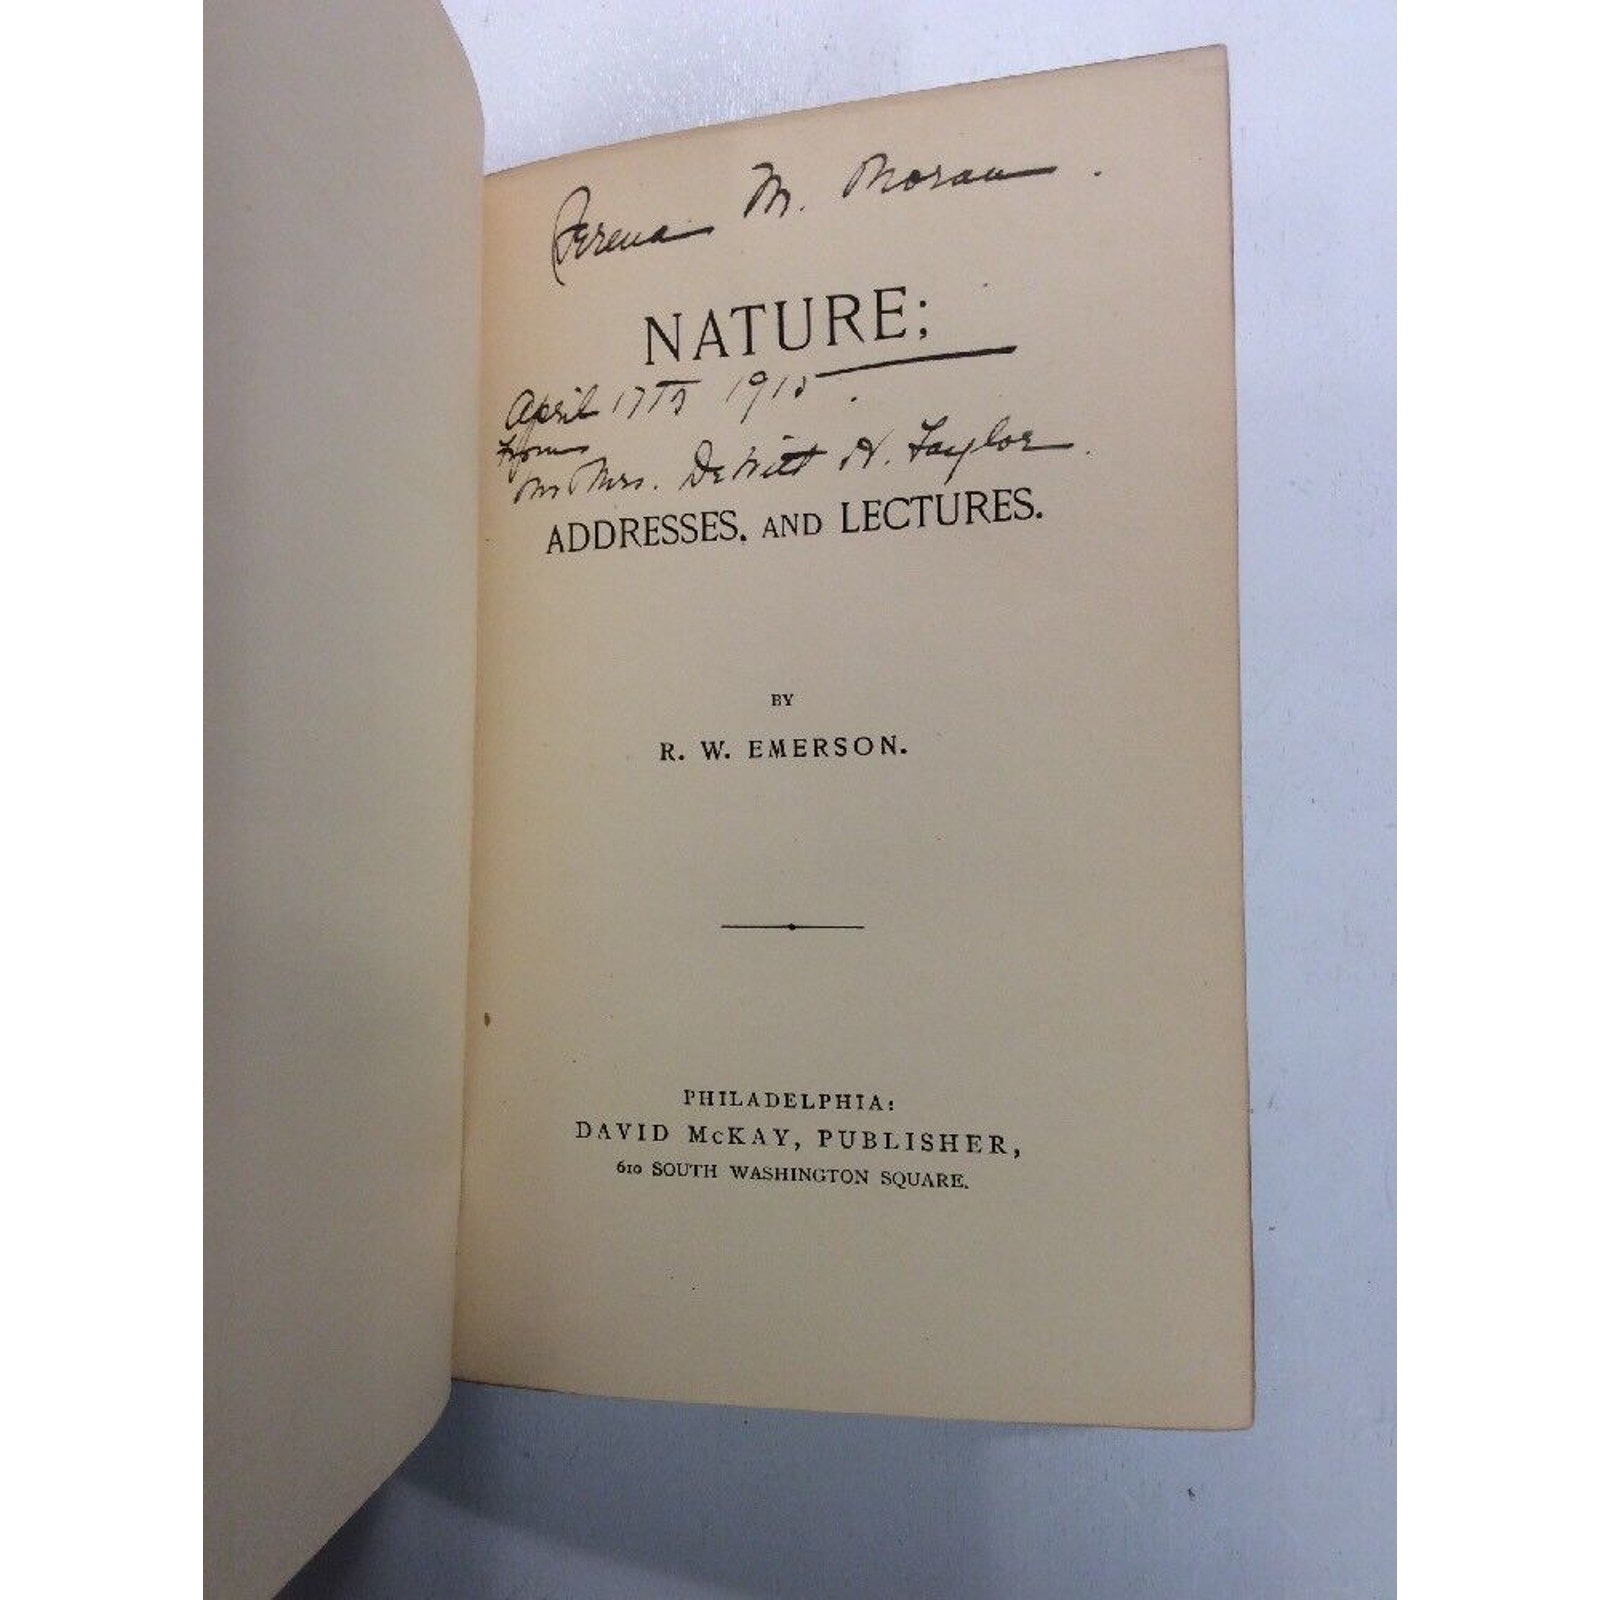 M. Moran.
NATURE;
April 17th 1915.
From
Mr Mrs. DeWitt H. Taylor.
ADDRESSES, AND LECTURES.
BY
R. W. EMERSON.
PHILADELPHIA:
DAVID McKAY, PUBLISHER,
610 SOUTH WASHINGTON SQUARE.